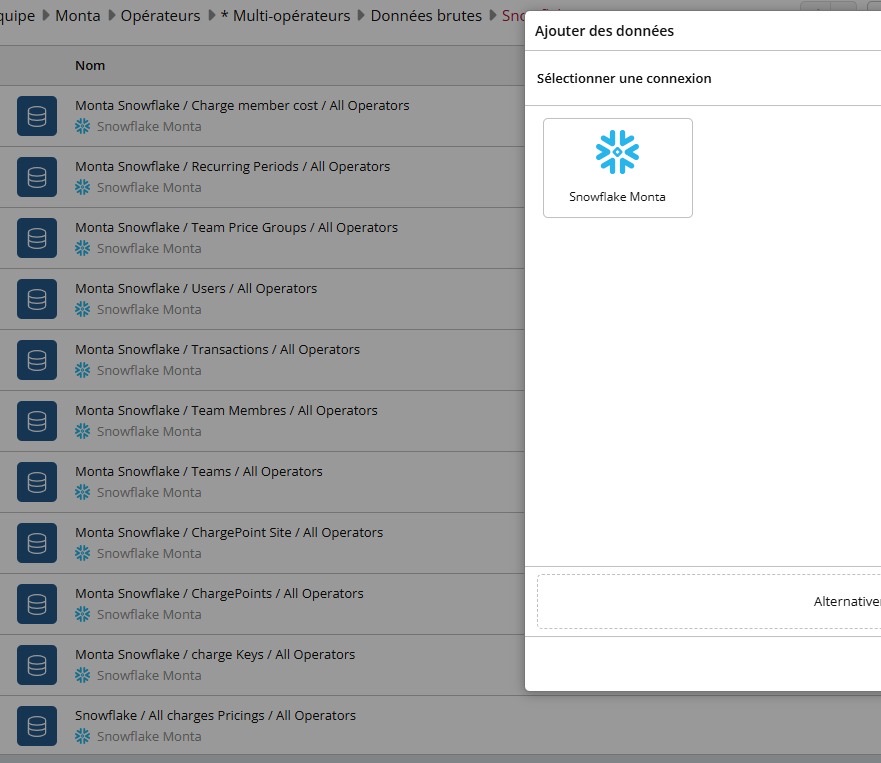 Monta Opérateurs * Multi-opérateurs Données brutes
Ajouter des données
Sélectionner une connexion
Snowflake Monta
Nom
Monta Snowflake / Charge member cost / All Operators
Snowflake Monta
Monta Snowflake / Recurring Periods / All Operators
Snowflake Monta
Monta Snowflake / Team Price Groups / All Operators
Snowflake Monta
Monta Snowflake / Users / All Operators
Snowflake Monta
Monta Snowflake / Transactions / All Operators
Snowflake Monta
Monta Snowflake / Team Membres / All Operators
Snowflake Monta
Monta Snowflake / Teams / All Operators
Snowflake Monta
Monta Snowflake / ChargePoint Site / All Operators
Snowflake Monta
Monta Snowflake / ChargePoints / All Operators
Snowflake Monta
Monta Snowflake / charge Keys / All Operators
Snowflake Monta
Snowflake / All charges Pricings / All Operators
Snowflake Monta